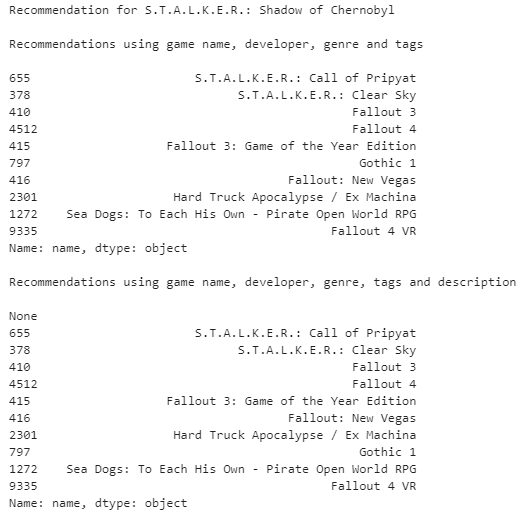 Recommendation for S.T.A.L.K.E.R.: Shadow of Chernobyl
Recommendations using game name, developer, genre and tags
655 S.T.A.L.K.E.R.: Call of Pripyat
378 S.T.A.L.K.E.R.: Clear Sky
410 Fallout 3
4512 Fallout 4
415 Fallout 3: Game of the Year Edition
797 Gothic 1
416 Fallout: New Vegas
2301 Hard Truck Apocalypse / Ex Machina
1272 Sea Dogs: To Each His Own - Pirate Open World RPG
9335 Fallout 4 VR
Name: name, dtype: object
Recommendations using game name, developer, genre, tags and description
None
655 S.T.A.L.K.E.R.: Call of Pripyat
378 S.T.A.L.K.E.R.: Clear Sky
410 Fallout 3
4512 Fallout 4
415 Fallout 3: Game of the Year Edition
416 Fallout: New Vegas
2301 Hard Truck Apocalypse / Ex Machina
797 Gothic 1
1272 Sea Dogs: To Each His Own - Pirate Open World RPG
9335 Fallout 4 VR
Name: name, dtype: object